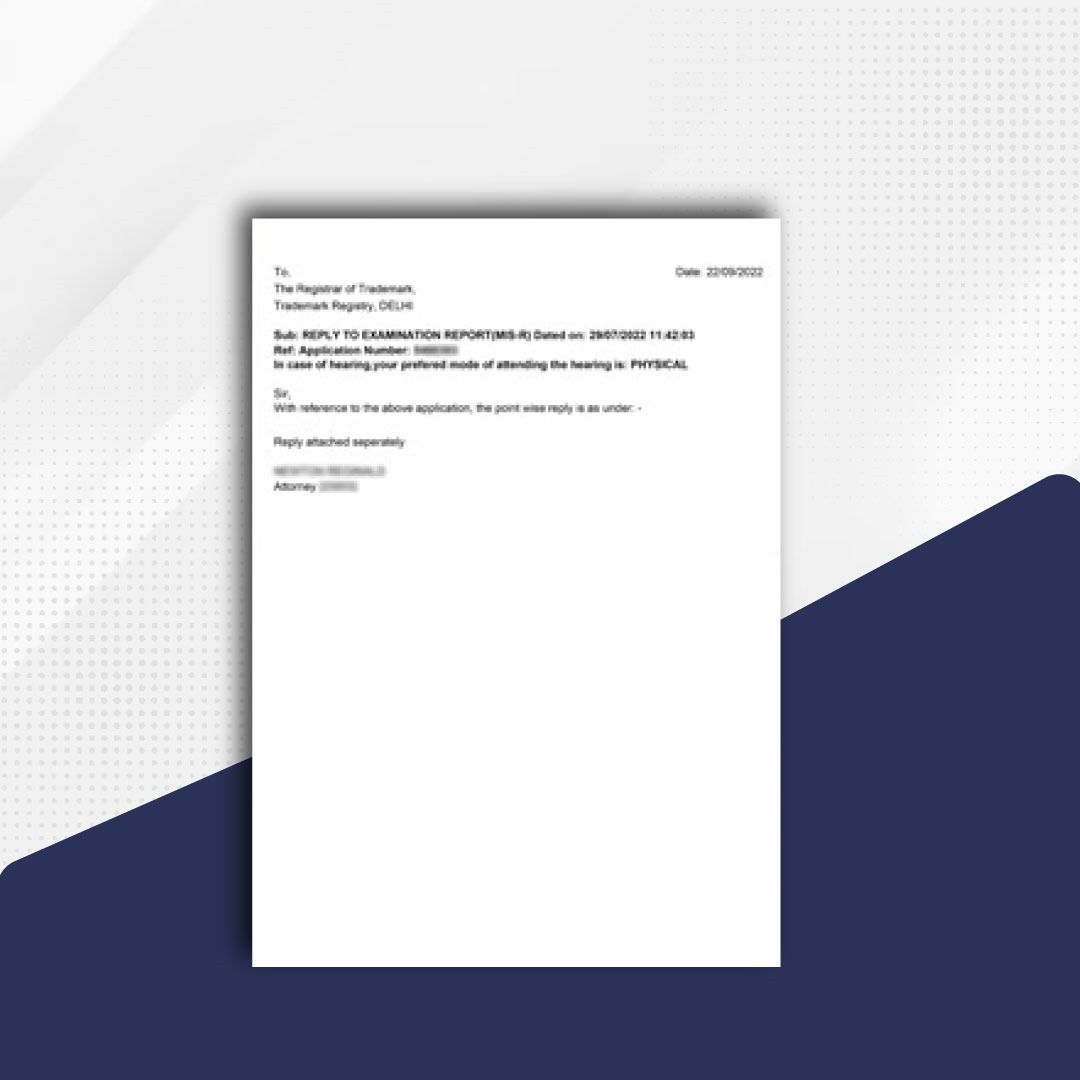 To,
Date: 22/09/2022
The Registrar of Trademark,
Trademark Registry, DELHI
Sub: REPLY TO EXAMINATION REPORT(MIS-R) Dated on: 29/07/2022 11:42:03
Ref: Application Number:
In case of hearing,your prefered mode of attending the hearing is: PHYSICAL
Sir,
With reference to the above application, the point wise reply is as under: -
Reply attached seperately
Attorney